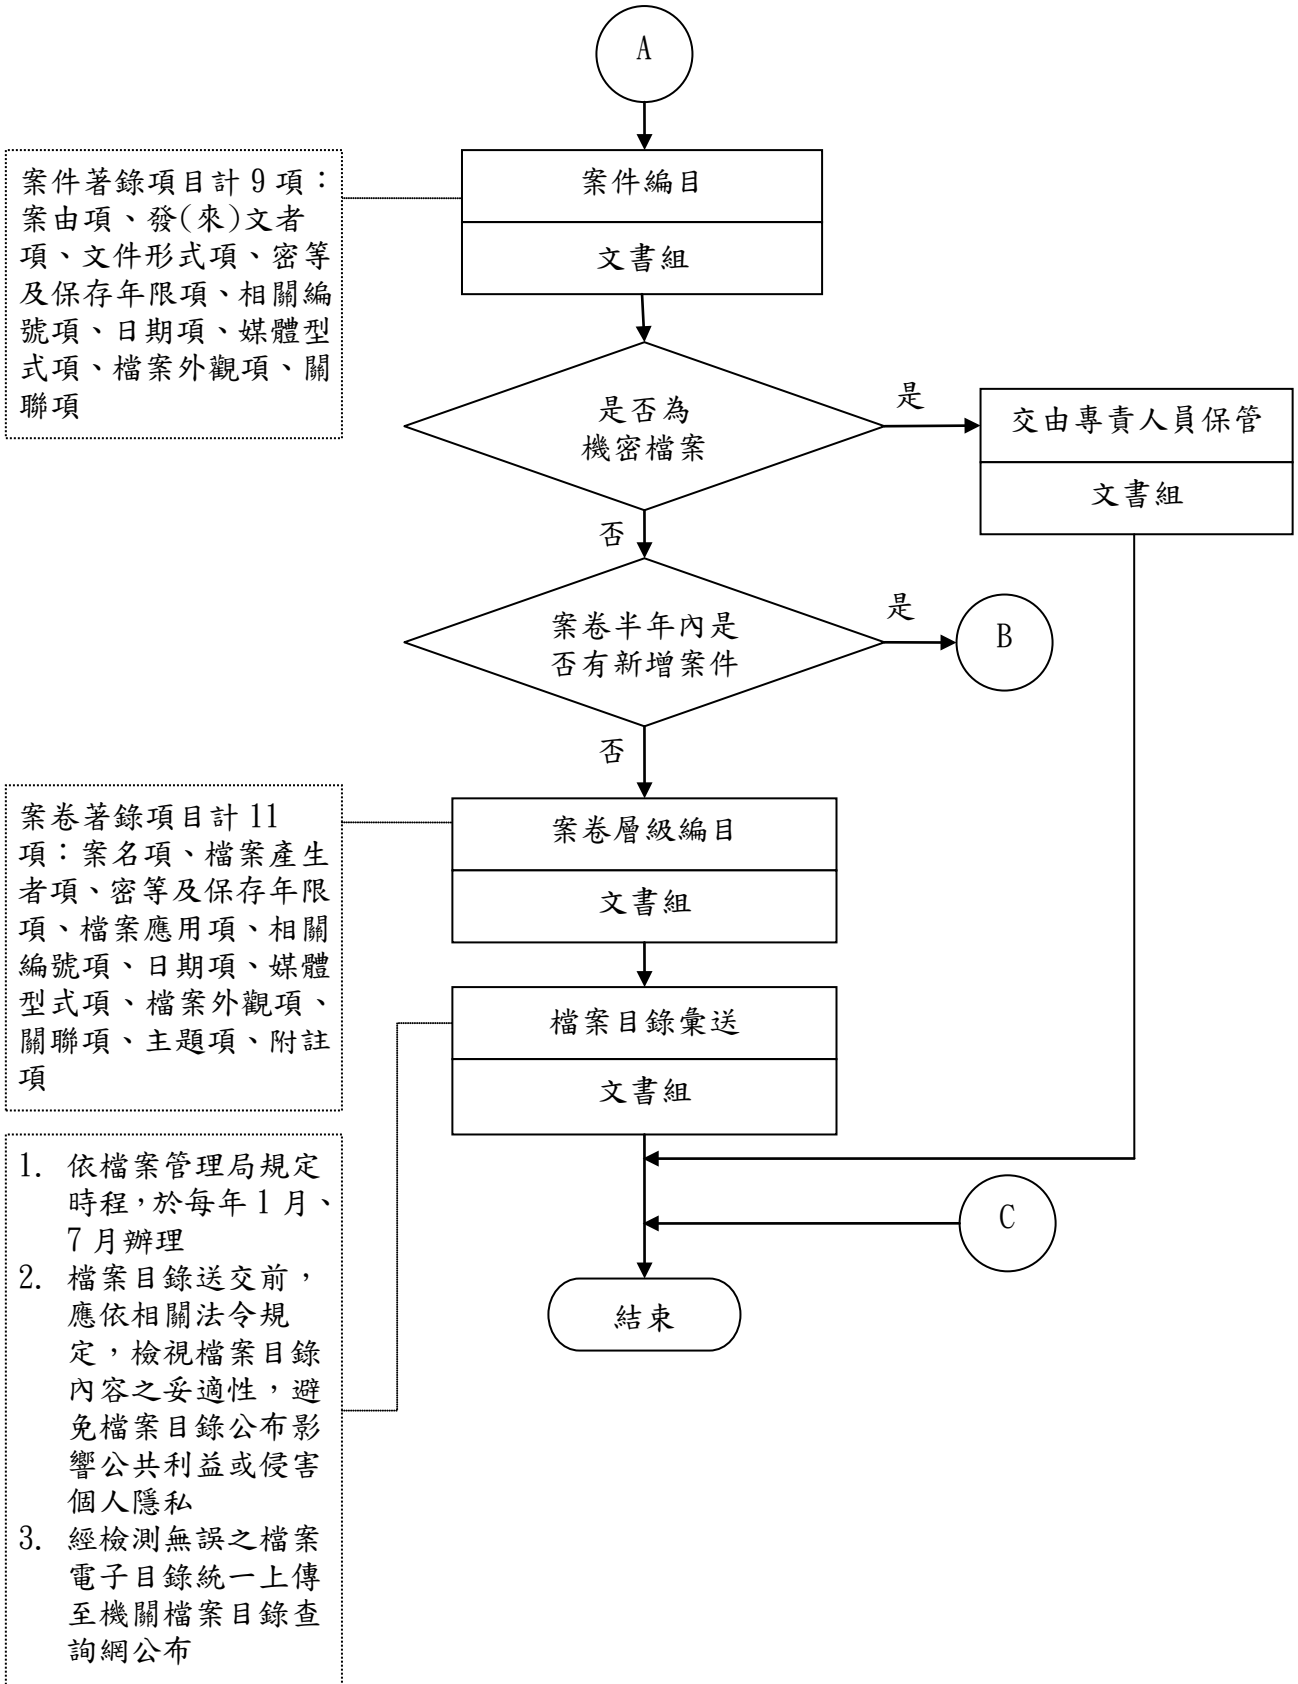 A
案件著錄項目計 9 項：
案由項、發(來)文者
項、文件形式項、密等
及保存年限項、相關編
號項、日期項、媒體型
式項、檔案外觀項、關
聯項
案件編目
文書組
是否為
機密檔案
是
交由專責人員保管
文書組
否
案卷半年內是
否有新增案件
是
B
否
案卷著錄項目計 11
項：案名項、檔案產生
者項、密等及保存年限
項、檔案應用項、相關
編號項、日期項、媒體
型式項、檔案外觀項、
關聯項、主題項、附註
項
案卷層級編目
文書組
檔案目錄彙送
文書組
1. 依檔案管理局規定
時程，於每年 1 月、
7 月辦理
2. 檔案目錄送交前，
應依相關法令規
定，檢視檔案目錄
內容之妥適性，避
免檔案目錄公布影
響公共利益或侵害
個人隱私
3. 經檢測無誤之檔案
電子目錄統一上傳
至機關檔案目錄查
詢網公布
C
結束